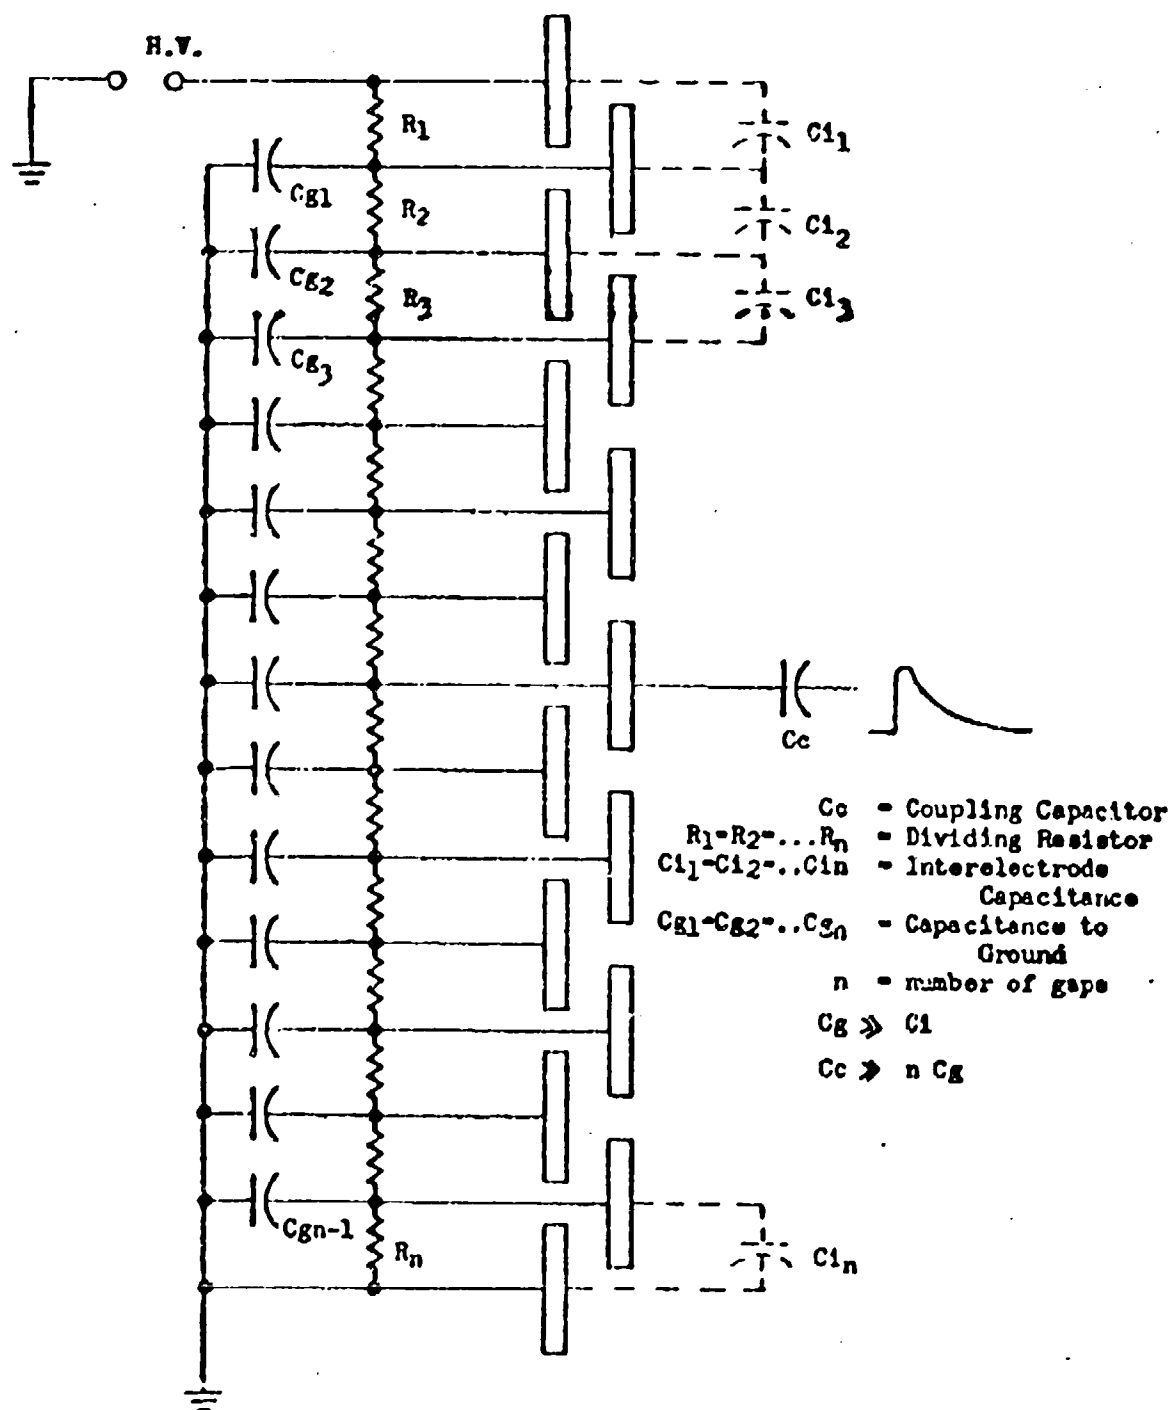 H.V.
R1
Ci1
Cg1
R2
Ci2
Cg2
R3
Ci3
Cg3
Cc
Cc = Coupling Capacitor
R1=R2=...Rn = Dividing Resistor
Ci1=Ci2=..Cin = Interelectrode
Capacitance
Cg1=Cg2=..Cgn = Capacitance to
Ground
n = number of gaps
Cg >> Ci
Cc >> n Cg
Cgn-1
Rn
Cin